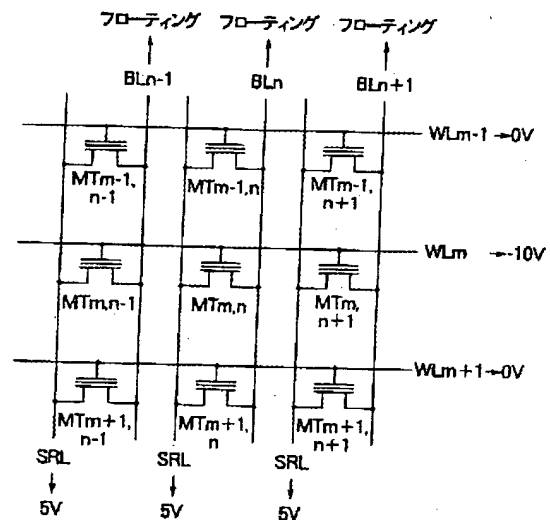 フローティング フローティング フローティング
BLn-1 BLn BLn+1
WLm-1→0V
MTm-1, MTm-1,n MTm-1,
n-1 n+1
WLm →-10V
MTm,n-1 MTm,n MTm,
n+1
WLm+1→0V
MTm+1, MTm+1, MTm+1,
n-1 n n+1
SRL SRL SRL
5V 5V 5V